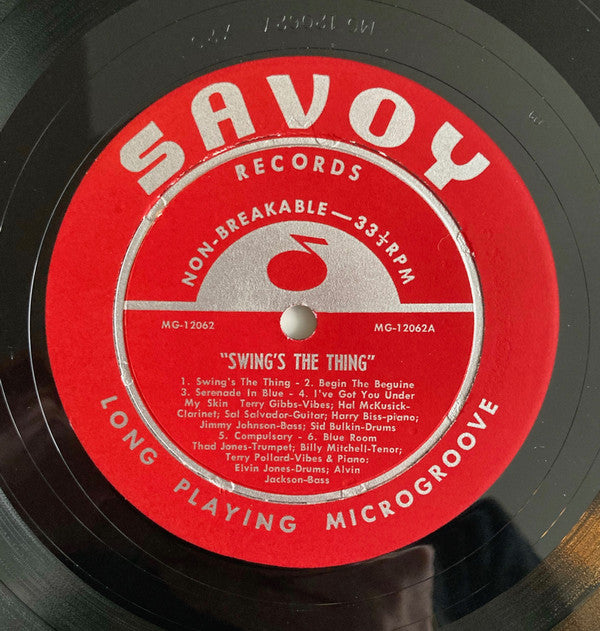 SAVOY
RECORDS
NON-BREAKABLE—33⅓RPM
MG-12062 MG-12062A
"SWING'S THE THING"
1. Swing's The Thing - 2. Begin The Beguine
3. Serenade In Blue - 4. I've Got You Under
My Skin Terry Gibbs-Vibes; Hal McKusick-
Clarinet; Sal Salvador-Guitar; Harry Biss-piano;
Jimmy Johnson-Bass; Sid Bulkin-Drums
5. Compulsary - 6. Blue Room
Thad Jones-Trumpet; Billy Mitchell-Tenor;
Terry Pollard-Vibes & Piano;
Elvin Jones-Drums; Alvin
Jackson-Bass
LONG PLAYING MICROGROOVE